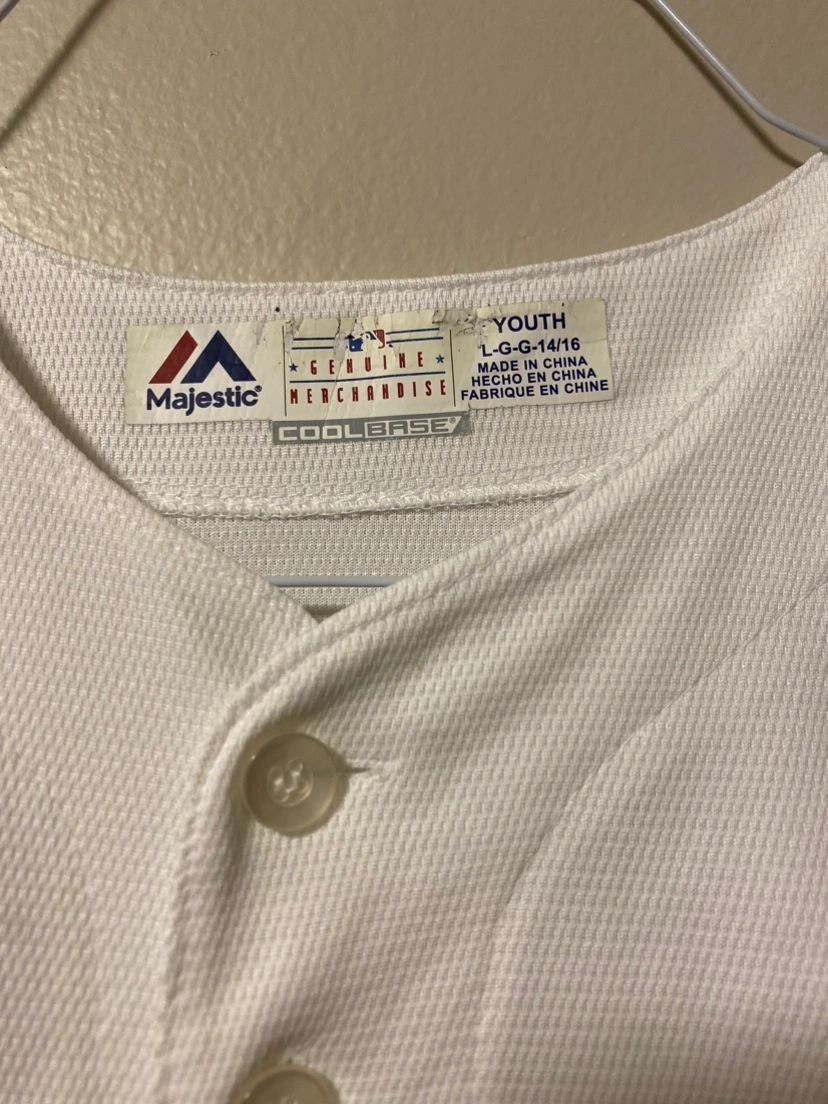 Majestic®
GENUINE
MERCHANDISE
COOLBASE®
YOUTH
L-G-G-14/16
MADE IN CHINA
HECHO EN CHINA
FABRIQUE EN CHINE